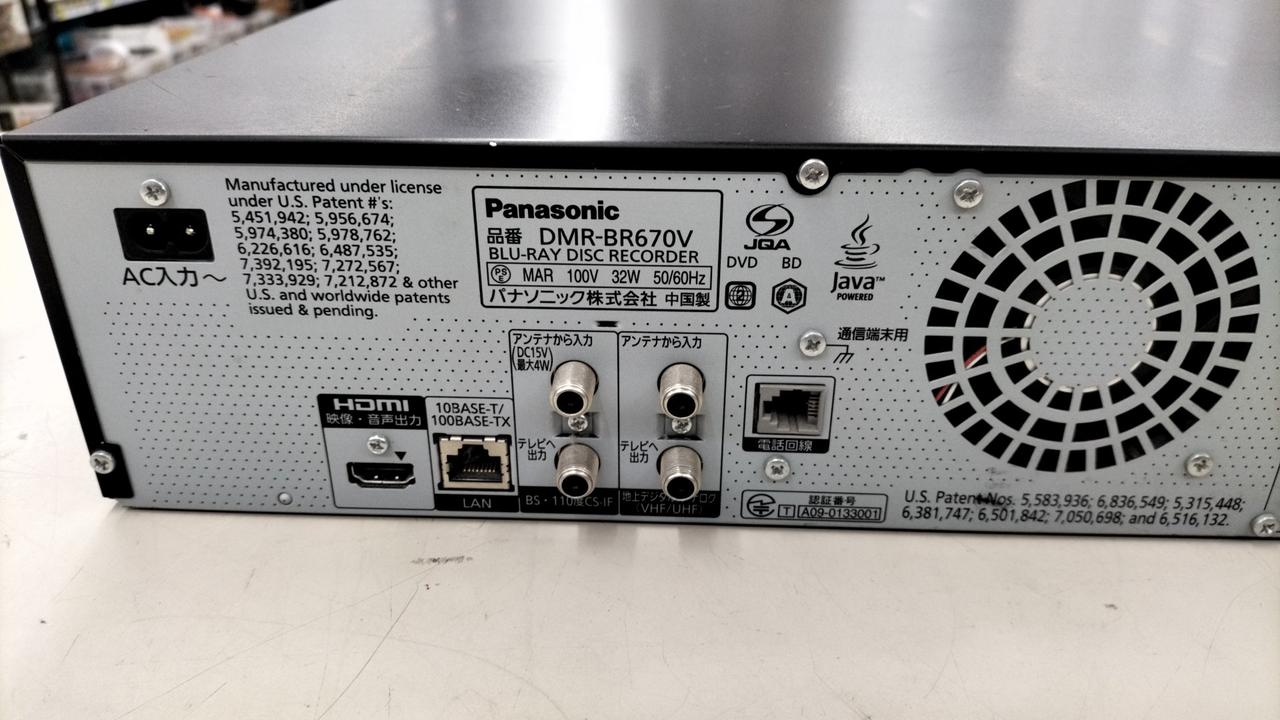 Manufactured under license
under U.S. Patent #'s:
5,451,942; 5,956,674;
5,974,380; 5,978,762;
6,226,616; 6,487,535;
7,392,195; 7,272,567;
7,333,929; 7,212,872 & other
U.S. and worldwide patents
issued & pending.
AC入力～
Panasonic
品番 DMR-BR670V
BLU-RAY DISC RECORDER
PS E MAR 100V 32W 50/60Hz
パナソニック株式会社 中国製
JQA
DVD BD
Java™
POWERED
通信端末用
アンテナから入力
(DC15V
最大4W)
テレビへ
出力
BS・110度CS-IF
アンテナから入力
テレビへ
出力
(VHF/UHF)
HDMI
映像・音声出力
10BASE-T/
100BASE-TX
LAN
電話回線
認証番号
T A09-0133001
U.S. Patent Nos. 5,583,936; 6,836,549; 5,315,448;
6,381,747; 6,501,842; 7,050,698; and 6,516,132.